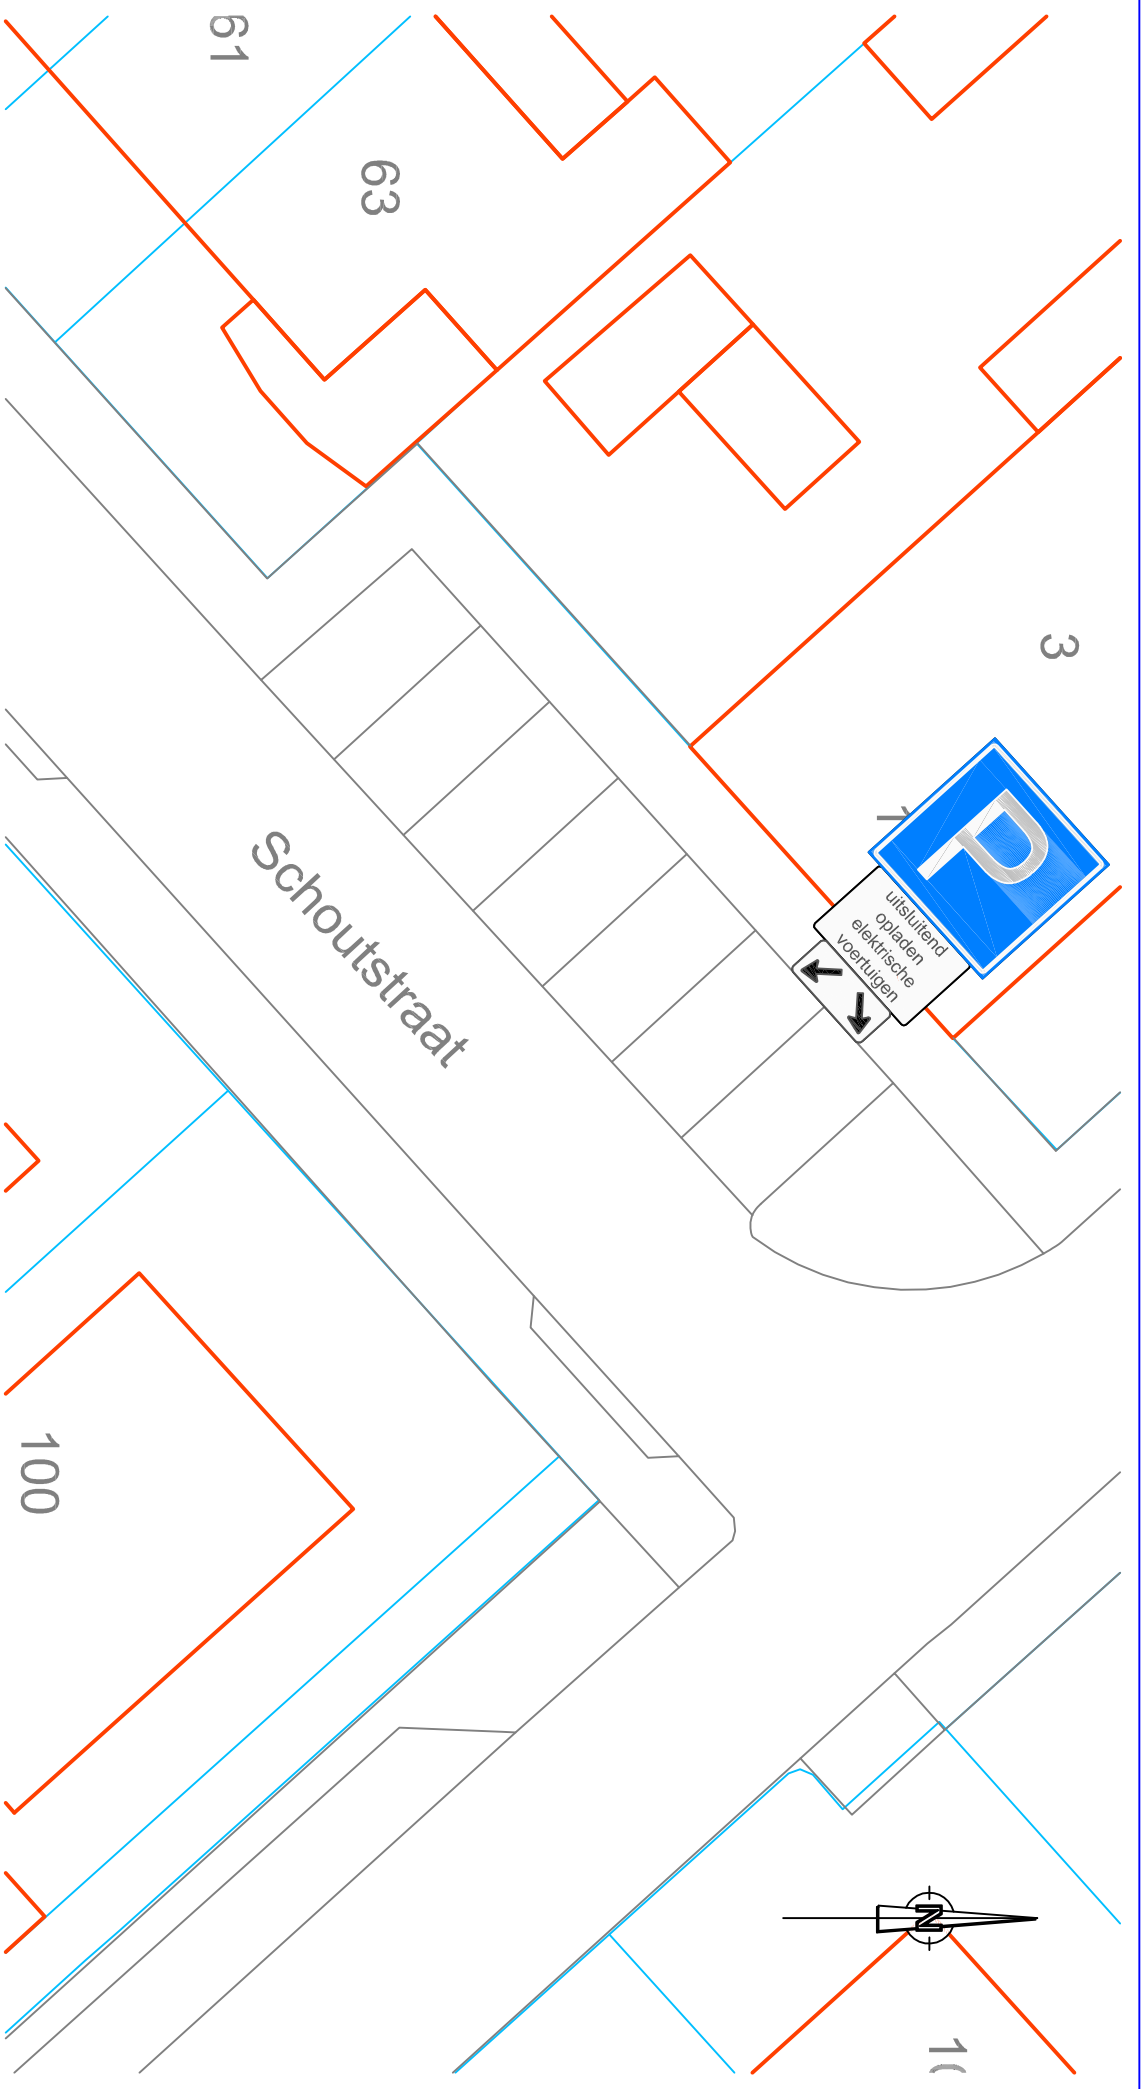 61
63
3
P
uitsluitend
opladen
elektrische
voertuigen
Schoutstraat
100
N